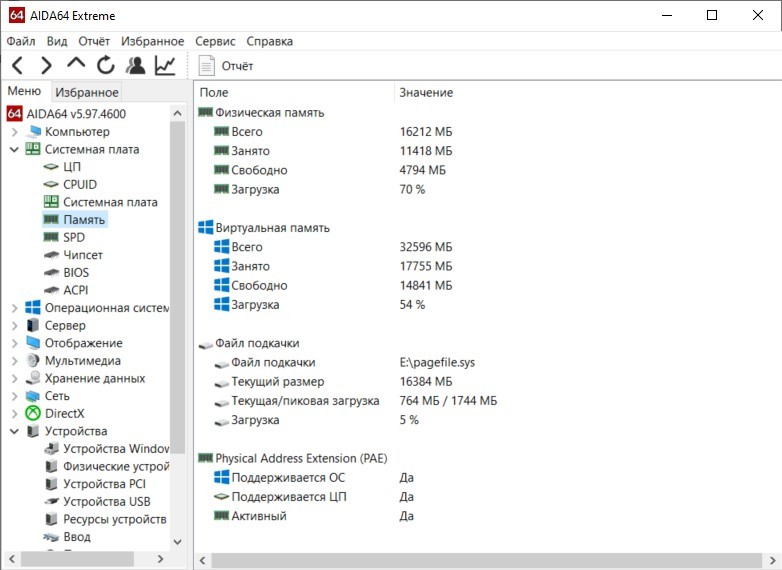 AIDA64 Extreme
Файл Вид Отчёт Избранное Сервис Справка
Отчёт
Меню Избранное
AIDA64 v5.97.4600
Компьютер
Системная плата
ЦП
CPUID
Системная плата
Память
SPD
Чипсет
BIOS
ACPI
Операционная систем
Сервер
Отображение
Мультимедиа
Хранение данных
Сеть
DirectX
Устройства
Устройства Window
Физические устрой
Устройства PCI
Устройства USB
Ресурсы устройств
Ввод
Поле Значение
Физическая память
Всего 16212 МБ
Занято 11418 МБ
Свободно 4794 МБ
Загрузка 70 %
Виртуальная память
Всего 32596 МБ
Занято 17755 МБ
Свободно 14841 МБ
Загрузка 54 %
Файл подкачки
Файл подкачки E:\pagefile.sys
Текущий размер 16384 МБ
Текущая/пиковая загрузка 764 МБ / 1744 МБ
Загрузка 5 %
Physical Address Extension (PAE)
Поддерживается ОС Да
Поддерживается ЦП Да
Активный Да